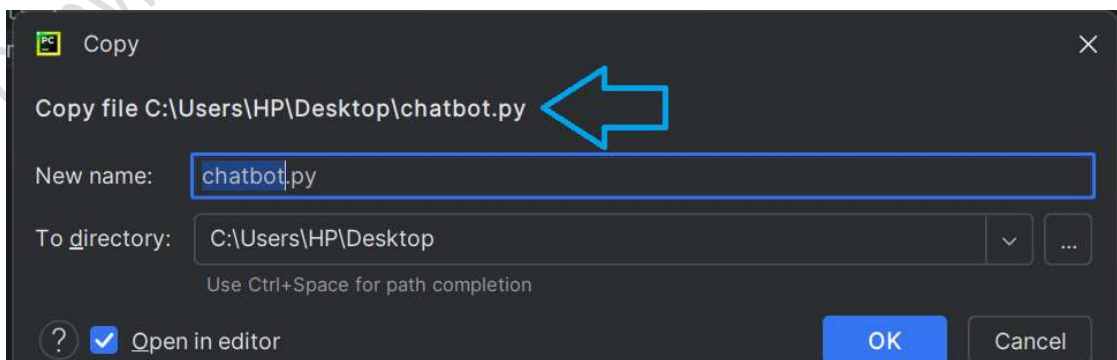 PC
Copy
Copy file C:\Users\HP\Desktop\chatbot.py
New name: chatbot.py
To directory: C:\Users\HP\Desktop ...
Use Ctrl+Space for path completion
? Open in editor OK Cancel